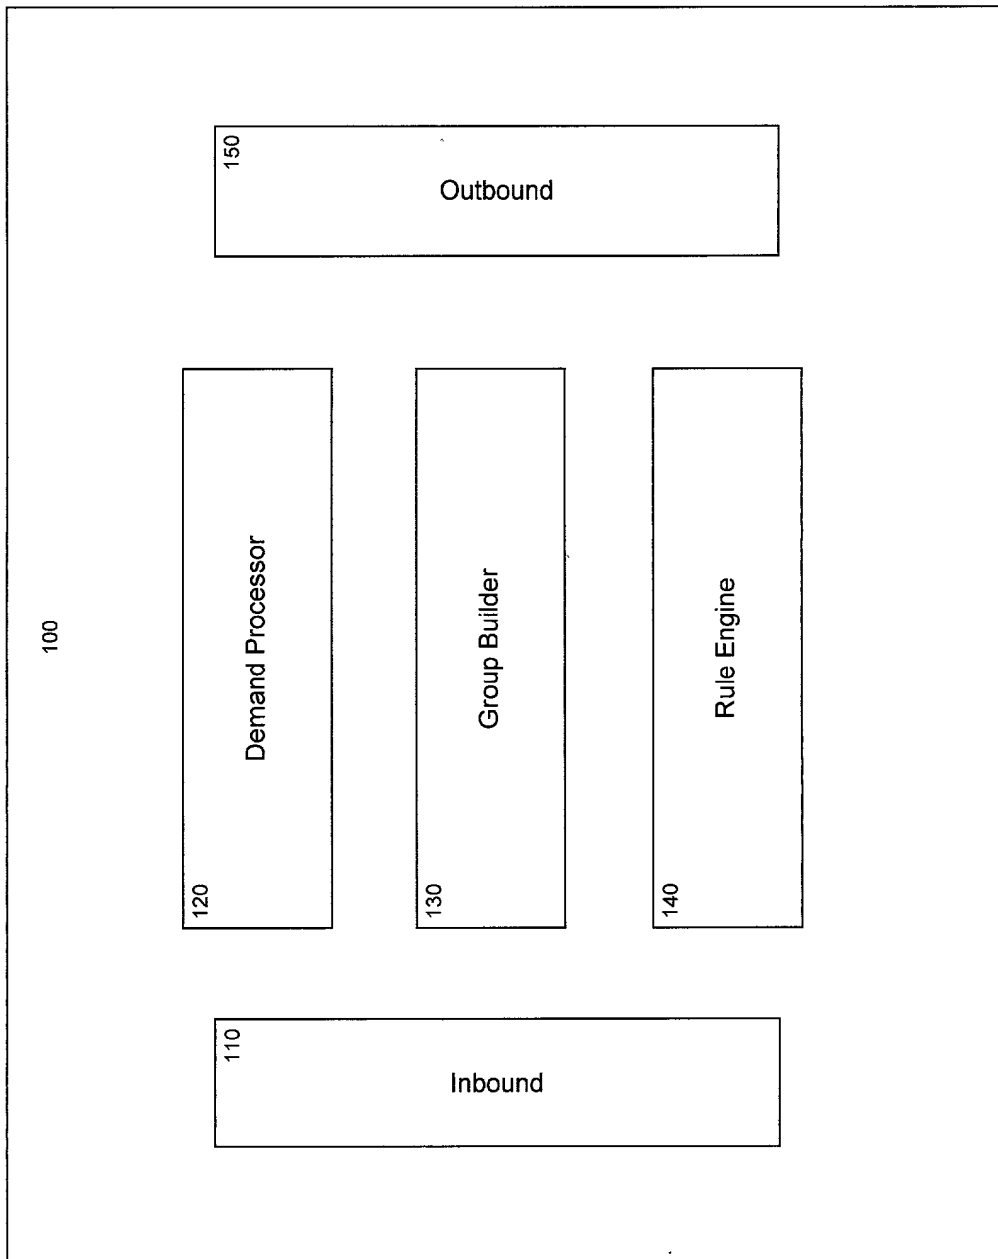 100
150
Outbound
120
Demand Processor
130
Group Builder
140
Rule Engine
110
Inbound